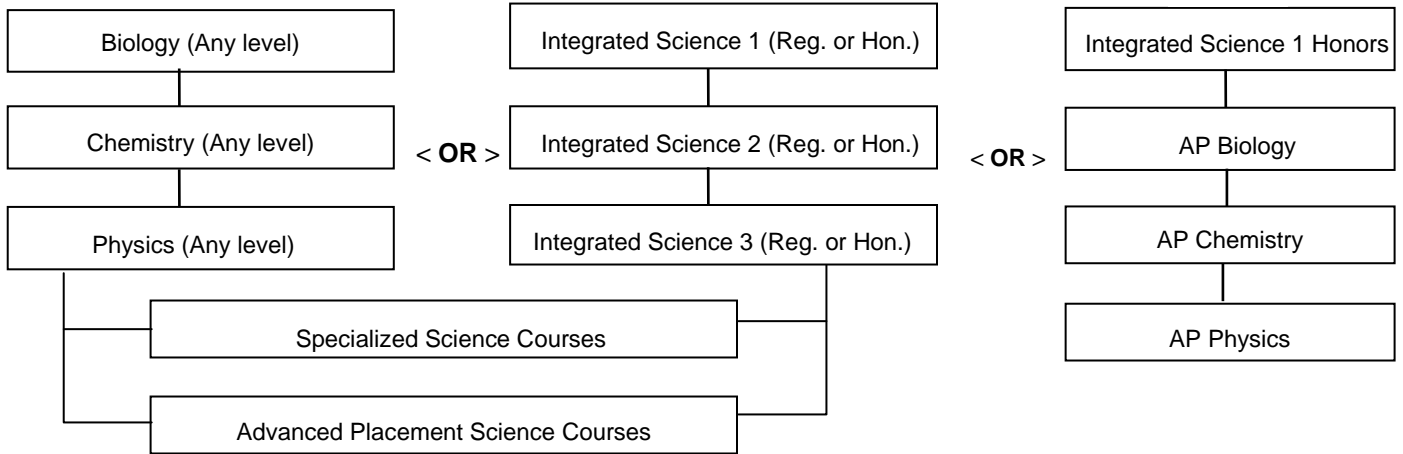 Biology (Any level)
Chemistry (Any level)
Physics (Any level)
< OR >
Integrated Science 1 (Reg. or Hon.)
Integrated Science 2 (Reg. or Hon.)
Integrated Science 3 (Reg. or Hon.)
Specialized Science Courses
Advanced Placement Science Courses
< OR >
Integrated Science 1 Honors
AP Biology
AP Chemistry
AP Physics